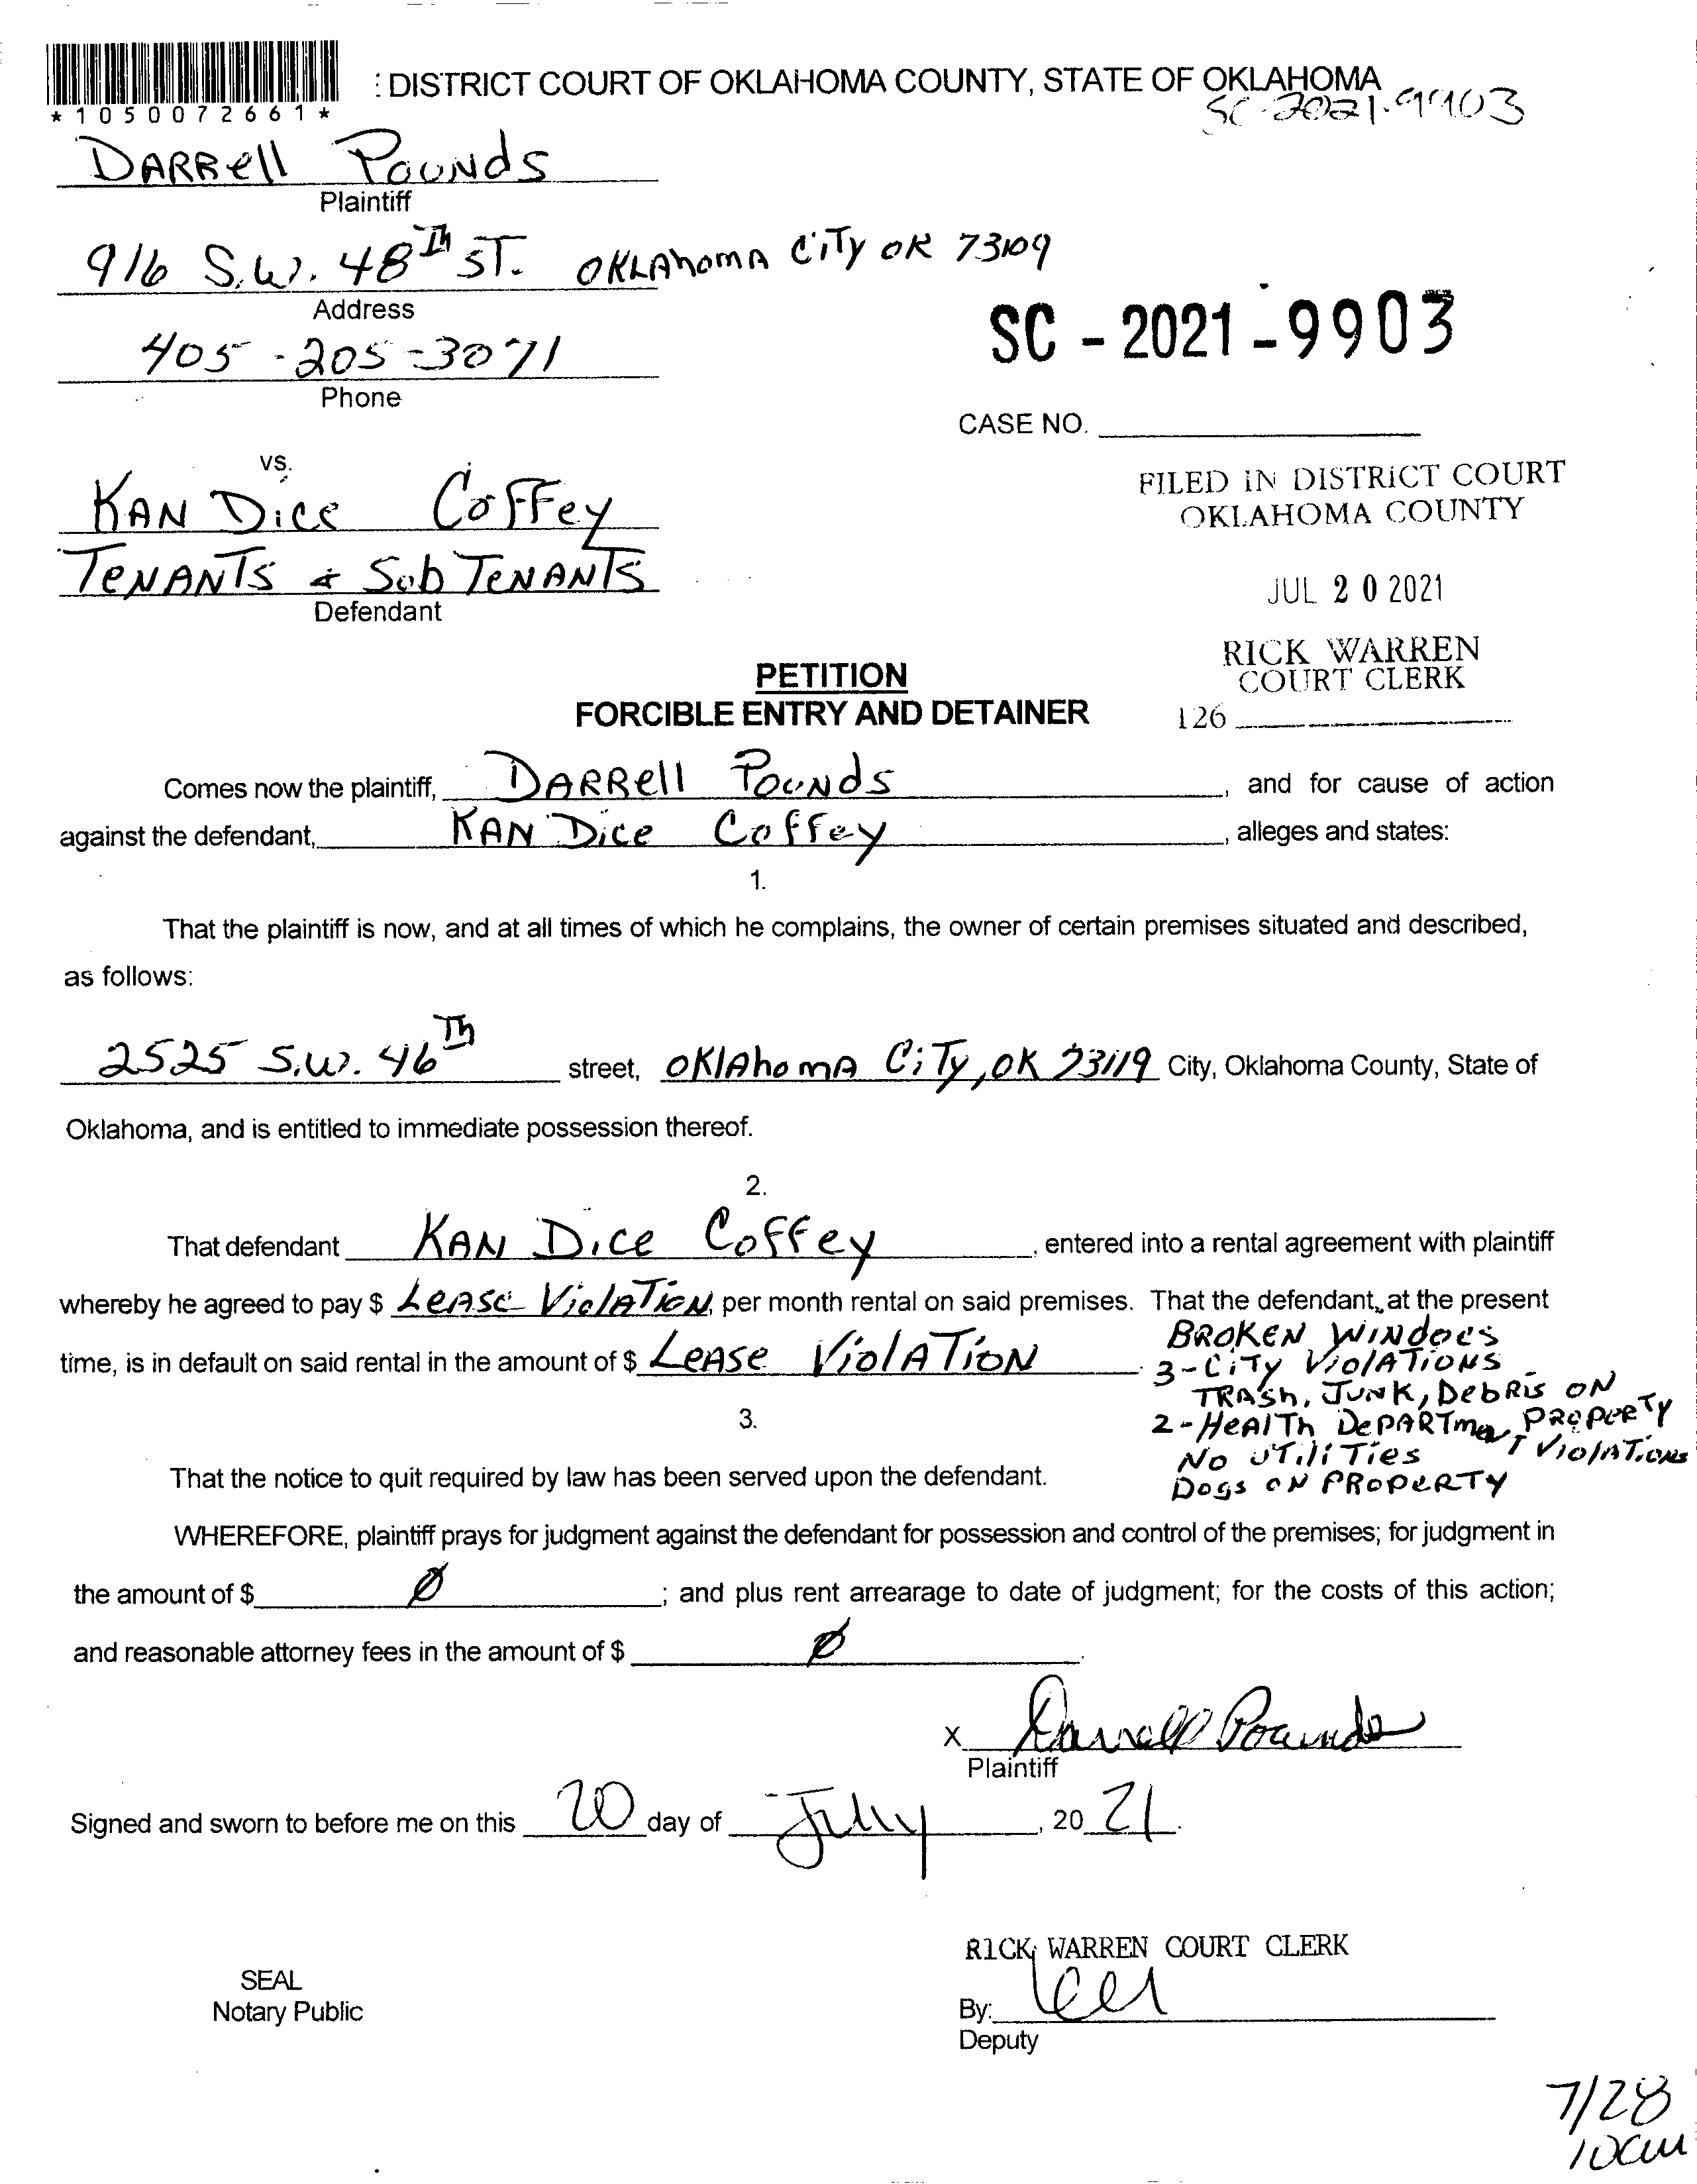 : DISTRICT COURT OF OKLAHOMA COUNTY, STATE OF OKLAHOMA
*1050072661*
SC-2021-9903
DARRell Pounds
Plaintiff
916 S.W. 48Th ST. OKLAhomA CiTy OK 73109
Address
405-205-3071
Phone
SC - 2021 - 9903
CASE NO.
vs.
KAN Dice Coffey
TeNANTS & Sub TeNANTS
Defendant
FILED IN DISTRICT COURT
OKLAHOMA COUNTY
JUL 20 2021
RICK WARREN
COURT CLERK
126
PETITION
FORCIBLE ENTRY AND DETAINER
Comes now the plaintiff, DARRell Pounds, and for cause of action
against the defendant, KAN Dice Coffey, alleges and states:
1.
That the plaintiff is now, and at all times of which he complains, the owner of certain premises situated and described,
as follows:
2525 S.W. 46Th street, OKlAhomA CiTy, OK 73119 City, Oklahoma County, State of
Oklahoma, and is entitled to immediate possession thereof.
2.
That defendant KAN Dice Coffey, entered into a rental agreement with plaintiff
whereby he agreed to pay $ LeASe ViolATioN, per month rental on said premises. That the defendant, at the present
time, is in default on said rental in the amount of $ LeASe ViolATioN
BROKeN WiNdoes
3-CiTy ViolATioNS
TRASh, JuNK, DebRis oN PRopeRTy
2-HeAlTh DePARTmeNT ViolATioNs
No uTiliTies
Dogs oN PRopeRTy
3.
That the notice to quit required by law has been served upon the defendant.
WHEREFORE, plaintiff prays for judgment against the defendant for possession and control of the premises; for judgment in
the amount of $ Ø; and plus rent arrearage to date of judgment; for the costs of this action;
and reasonable attorney fees in the amount of $ Ø.
X Darrell Pounds
Plaintiff
Signed and sworn to before me on this 20 day of July, 20 21.
RICK WARREN COURT CLERK
SEAL
Notary Public
By:
Deputy
7/28
10am